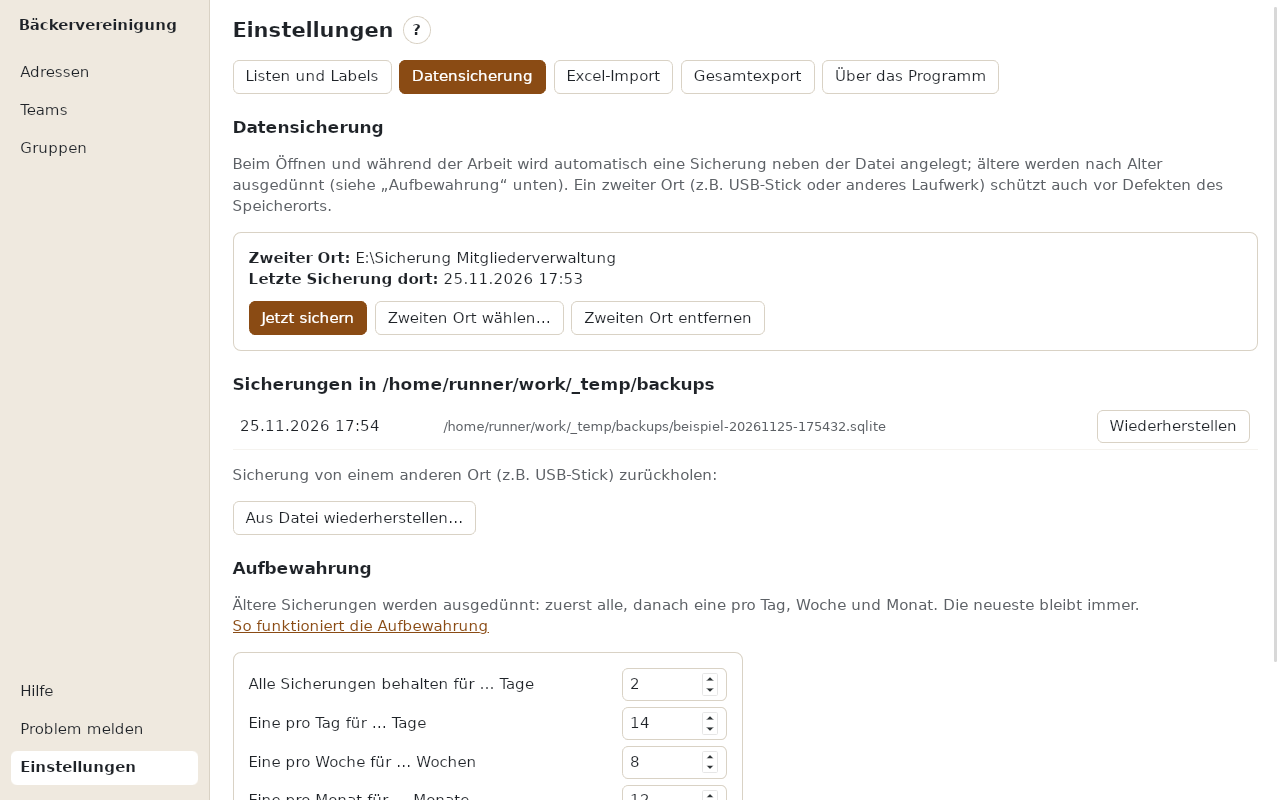 Bäckervereinigung
Adressen
Teams
Gruppen
Hilfe
Problem melden
Einstellungen
Einstellungen ?
Listen und Labels Datensicherung Excel-Import Gesamtexport Über das Programm
Datensicherung
Beim Öffnen und während der Arbeit wird automatisch eine Sicherung neben der Datei angelegt; ältere werden nach Alter
ausgedünnt (siehe „Aufbewahrung“ unten). Ein zweiter Ort (z.B. USB-Stick oder anderes Laufwerk) schützt auch vor Defekten des
Speicherorts.
Zweiter Ort: E:\Sicherung Mitgliederverwaltung
Letzte Sicherung dort: 25.11.2026 17:53
Jetzt sichern Zweiten Ort wählen… Zweiten Ort entfernen
Sicherungen in /home/runner/work/_temp/backups
25.11.2026 17:54 /home/runner/work/_temp/backups/beispiel-20261125-175432.sqlite Wiederherstellen
Sicherung von einem anderen Ort (z.B. USB-Stick) zurückholen:
Aus Datei wiederherstellen…
Aufbewahrung
Ältere Sicherungen werden ausgedünnt: zuerst alle, danach eine pro Tag, Woche und Monat. Die neueste bleibt immer.
So funktioniert die Aufbewahrung
Alle Sicherungen behalten für … Tage 2
Eine pro Tag für … Tage 14
Eine pro Woche für … Wochen 8
Eine pro Monat für … Monate 12